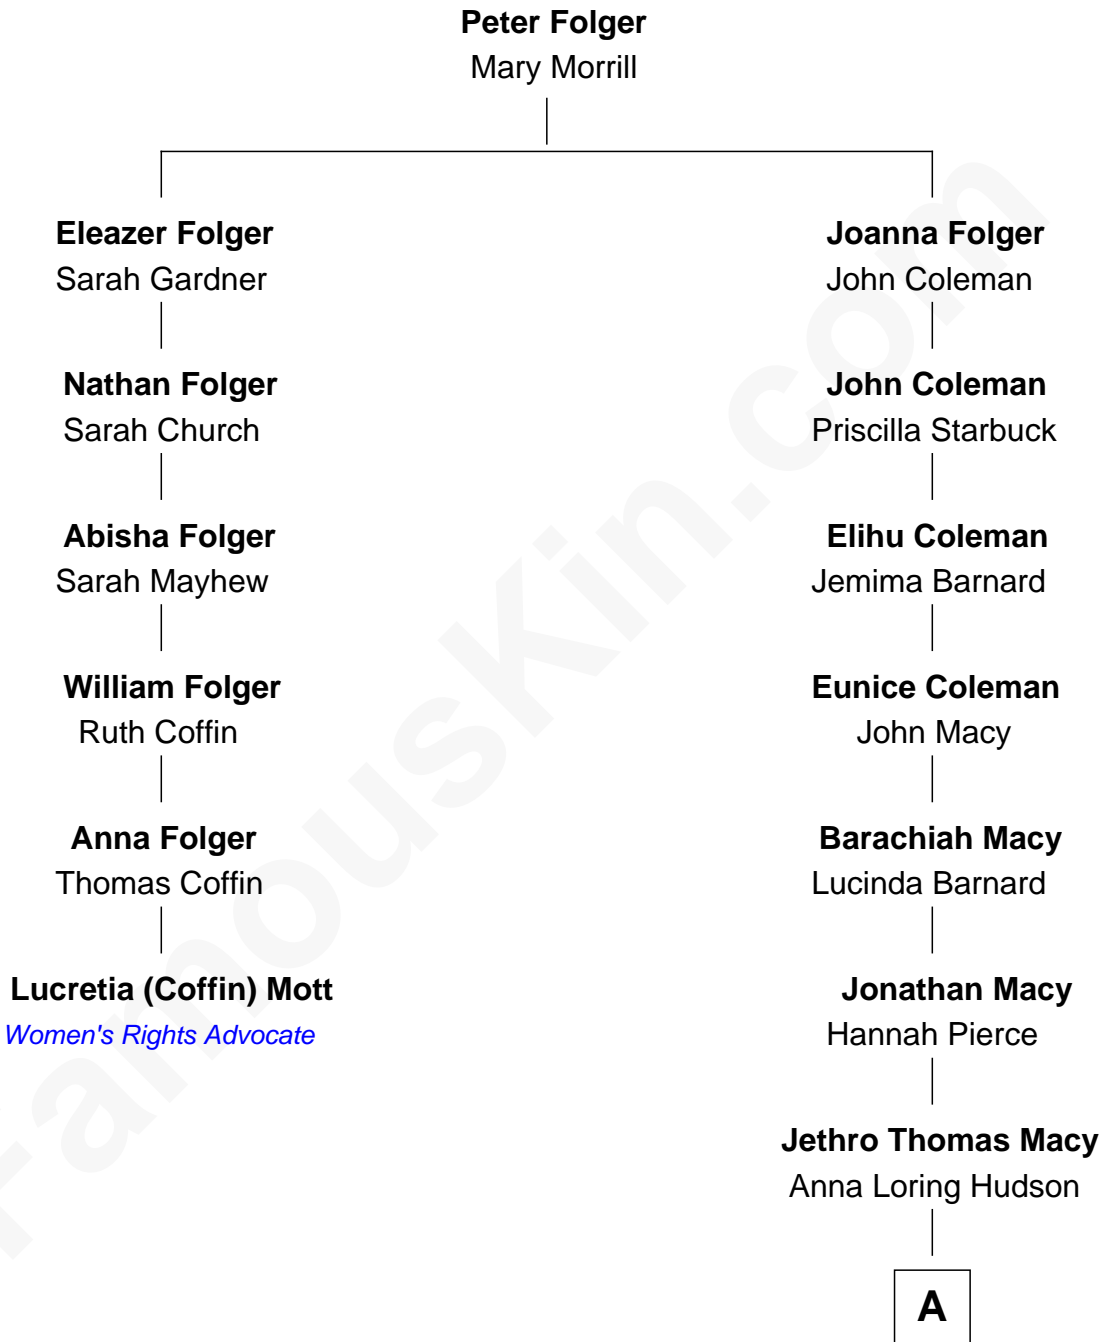 Peter Folger
Mary Morrill
Eleazer Folger
Sarah Gardner
Joanna Folger
John Coleman
Nathan Folger
Sarah Church
John Coleman
Priscilla Starbuck
Abisha Folger
Sarah Mayhew
Elihu Coleman
Jemima Barnard
William Folger
Ruth Coffin
Eunice Coleman
John Macy
Anna Folger
Thomas Coffin
Barachiah Macy
Lucinda Barnard
Lucretia (Coffin) Mott
Women's Rights Advocate
Jonathan Macy
Hannah Pierce
Jethro Thomas Macy
Anna Loring Hudson
A
FamousKin.com